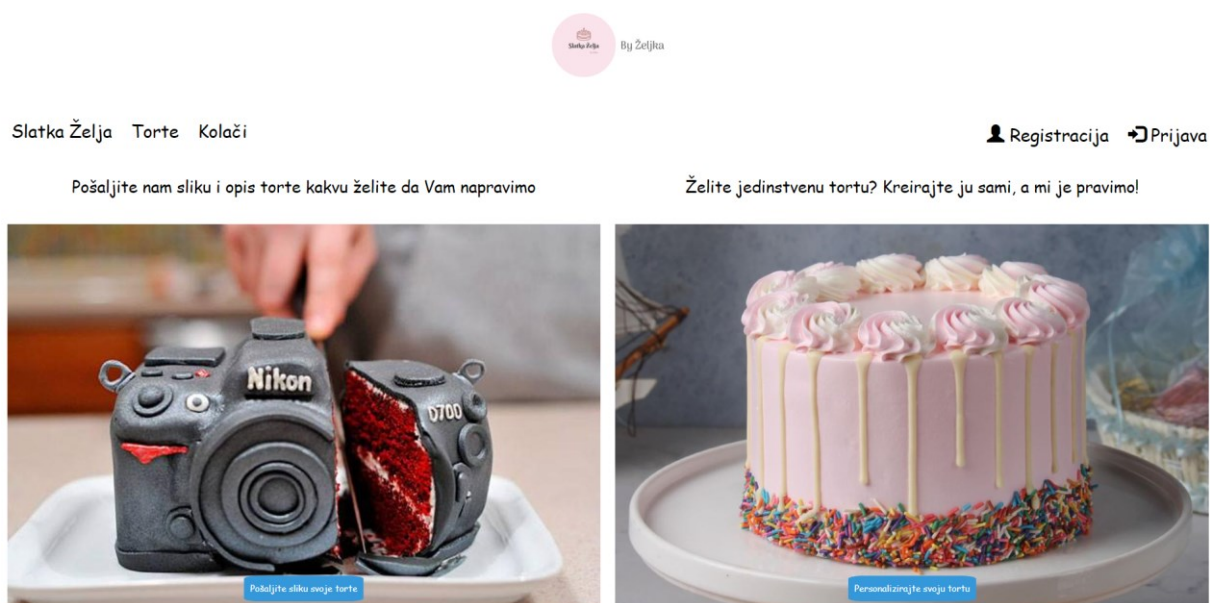 Slatka Želja
By Željka
Slatka Želja Torte Kolači
Registracija Prijava
Pošaljite nam sliku i opis torte kakvu želite da Vam napravimo
Želite jedinstvenu tortu? Kreirajte ju sami, a mi je pravimo!
Nikon
D700
Pošaljite sliku svoje torte
Personalizirajte svoju tortu